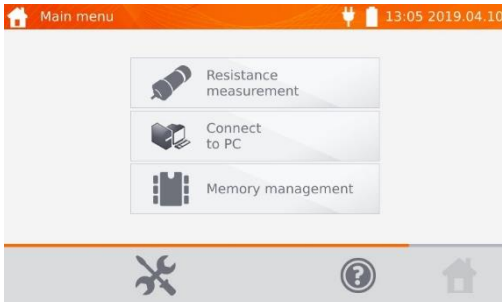 Main menu
13:05 2019.04.10
Resistance
measurement
Connect
to PC
Memory management
?